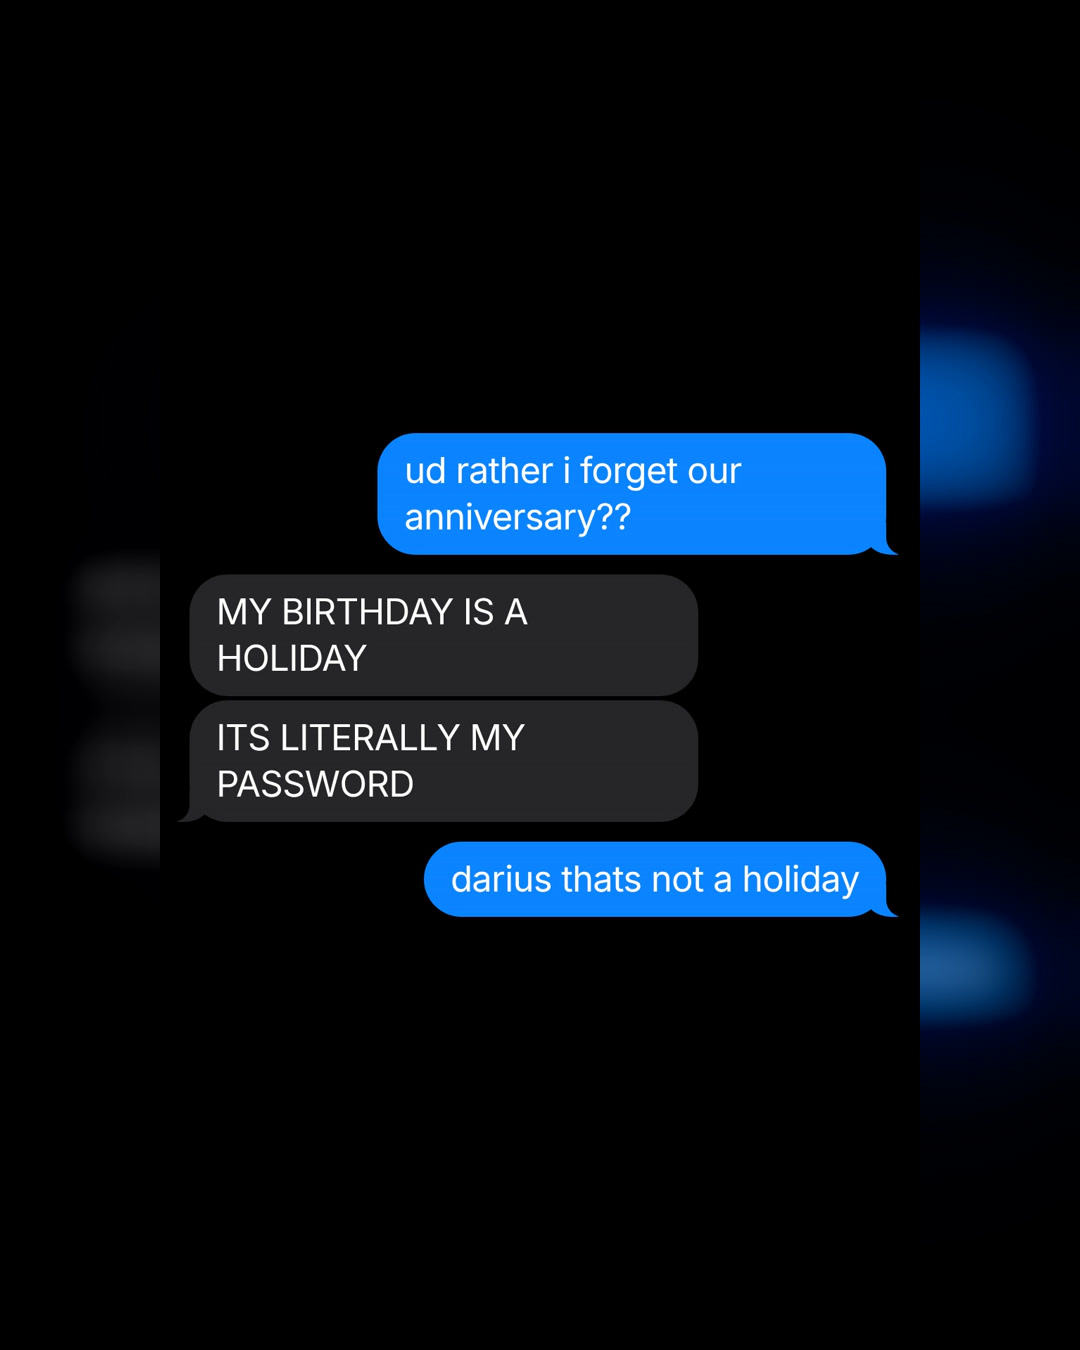 ud rather i forget our
anniversary??
MY BIRTHDAY IS A
HOLIDAY
ITS LITERALLY MY
PASSWORD
darius thats not a holiday